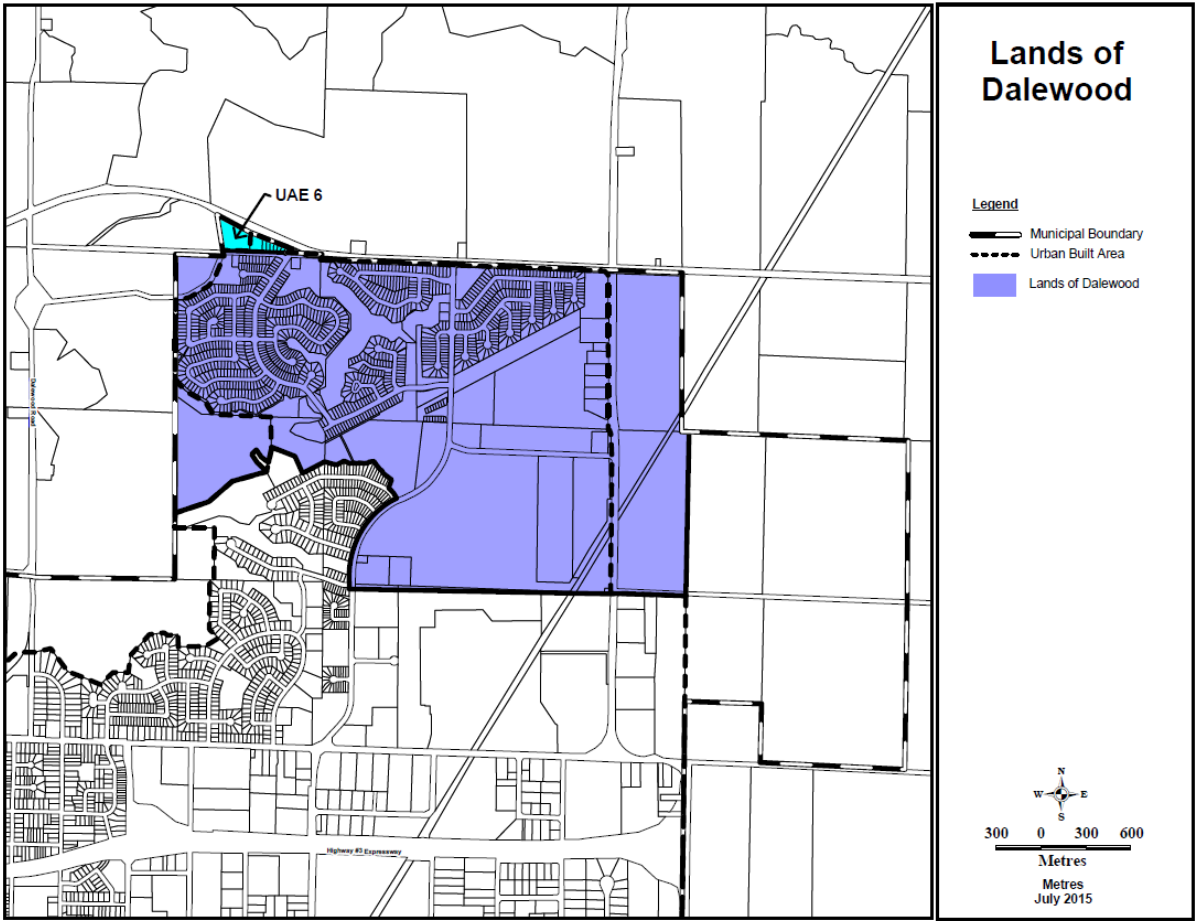 Lands of
Dalewood
UAE 6
Legend
Municipal Boundary
Urban Built Area
Lands of Dalewood
Dalewood Road
Highway #3 Expressway
N
W E
S
300 0 300 600
Metres
Metres
July 2015